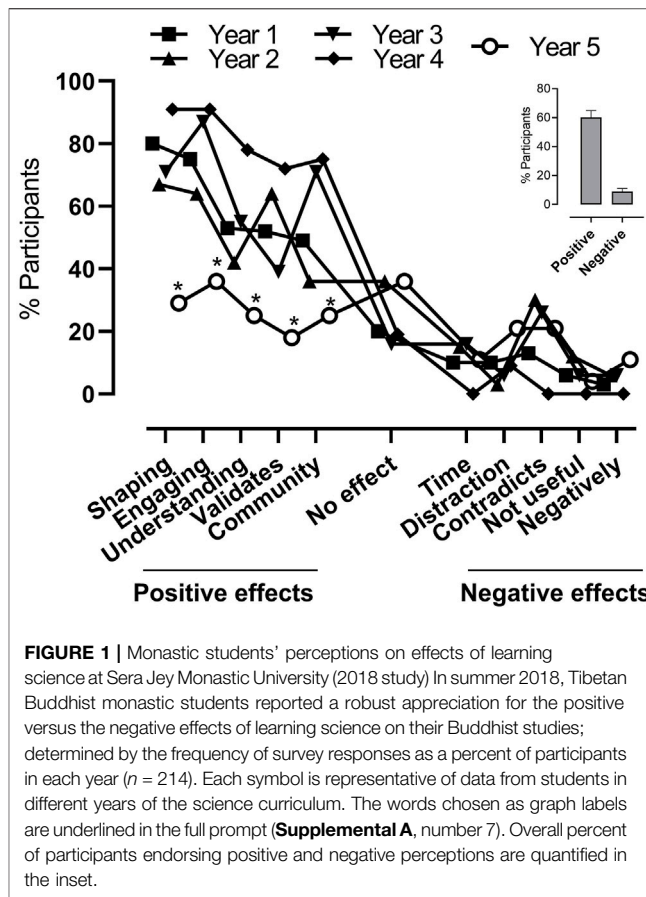 Year 1 Year 3 Year 5
Year 2 Year 4
100
80
60
40
20
0
% Participants
80
60
40
20
0
% Participants
Positive
Negative
* * * * *
Shaping
Engaging
Understanding
Validates
Community
No effect
Time
Distraction
Contradicts
Not useful
Negatively
Positive effects Negative effects
FIGURE 1 | Monastic students' perceptions on effects of learning
science at Sera Jey Monastic University (2018 study) In summer 2018, Tibetan
Buddhist monastic students reported a robust appreciation for the positive
versus the negative effects of learning science on their Buddhist studies;
determined by the frequency of survey responses as a percent of participants
in each year (n = 214). Each symbol is representative of data from students in
different years of the science curriculum. The words chosen as graph labels
are underlined in the full prompt (Supplemental A, number 7). Overall percent
of participants endorsing positive and negative perceptions are quantified in
the inset.